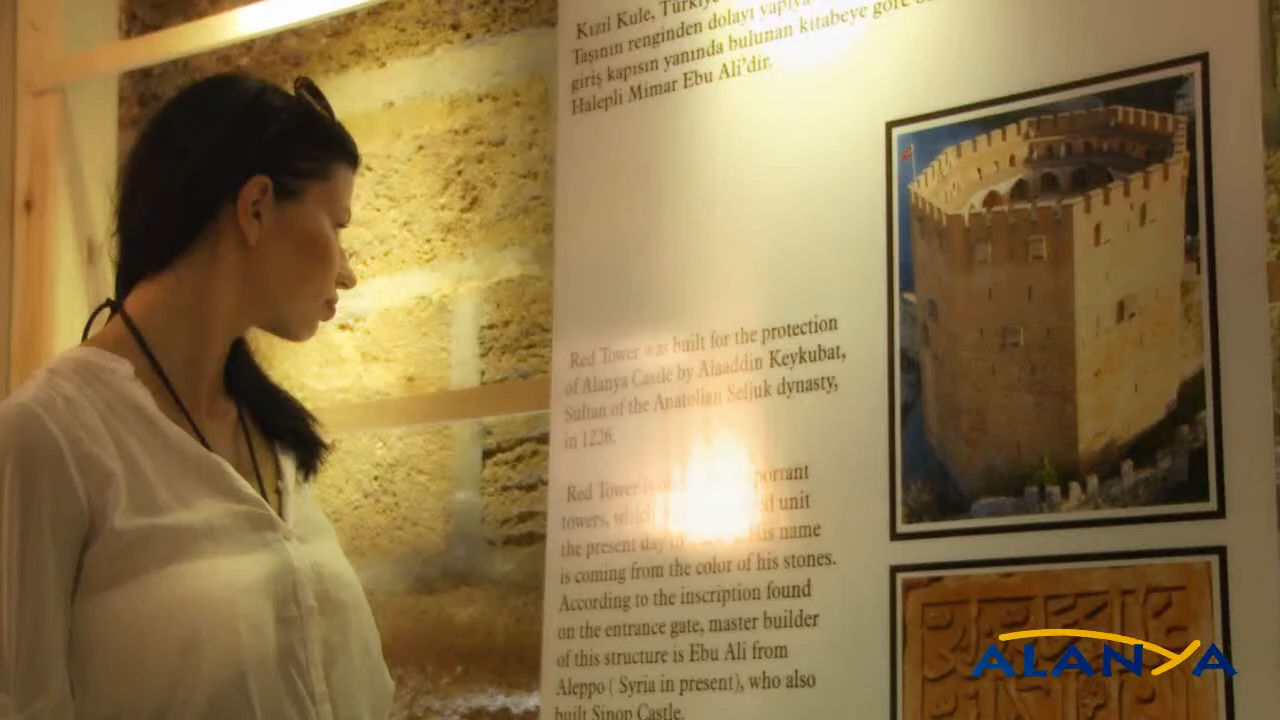 Kızıl Kule, Türkiye
Taşının renginden dolayı yapıya
giriş kapısın yanında bulunan kitabeye göre
Halepli Mimar Ebu Ali'dir.
Red Tower was built for the protection
of Alanya Castle by Alaaddin Keykubat,
Sultan of the Anatolian Seljuk dynasty,
in 1226.
Red Tower is
towers,
the present day name
is coming from the color of his stones.
According to the inscription found
on the entrance gate, master builder
of this structure is Ebu Ali from
Aleppo ( Syria in present), who also
built Sinop Castle.
ALANYA